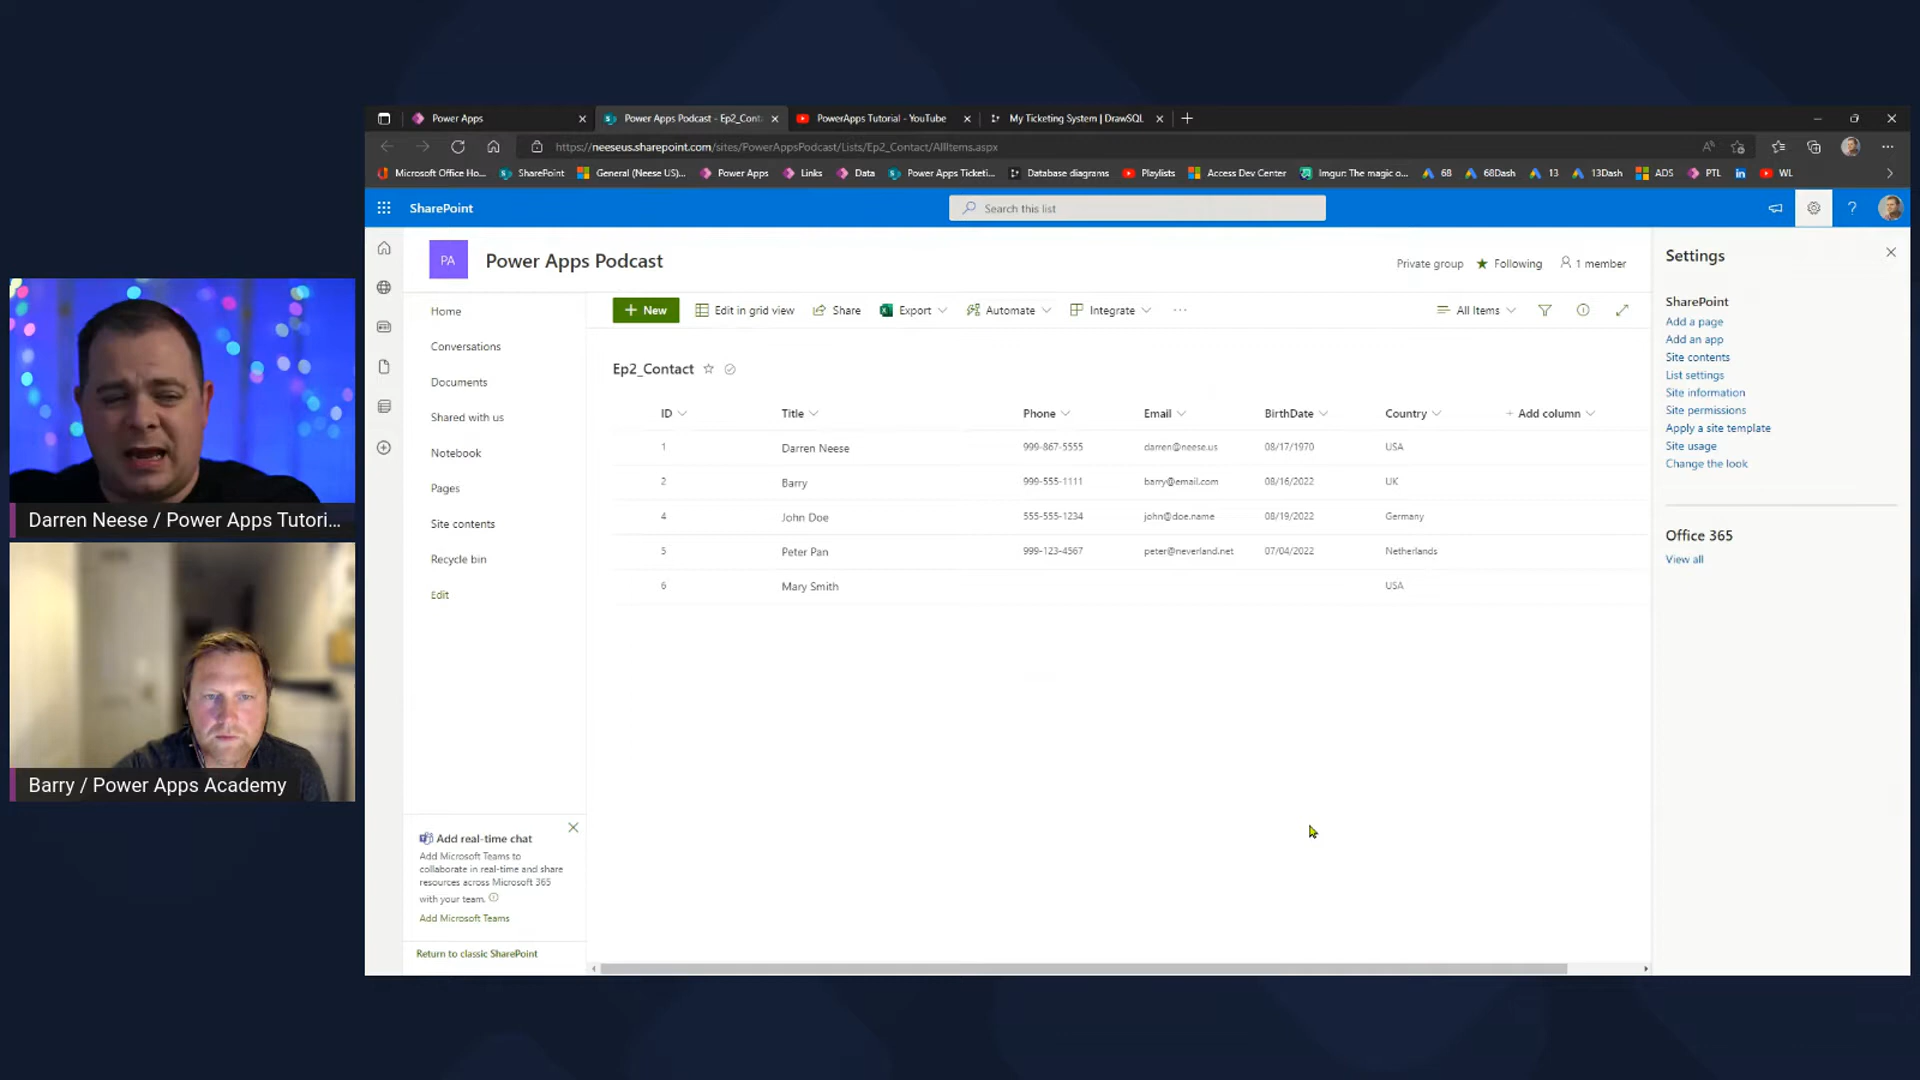 Power Apps
Power Apps Podcast - Ep2_Cont
PowerApps Tutorial - YouTube
My Ticketing System | DrawSQL
https://neeseus.sharepoint.com/sites/PowerAppsPodcast/Lists/Ep2_Contact/AllItems.aspx
Microsoft Office Ho...
SharePoint
General (Neese US)...
Power Apps
Links
Data
Power Apps Ticketi...
Database diagrams
Playlists
Access Dev Center
Imgur: The magic o...
68
68Dash
13
13Dash
ADS
PTL
WL
SharePoint
Search this list
PA
Power Apps Podcast
Private group
Following
1 member
Home
Conversations
Documents
Shared with us
Notebook
Pages
Site contents
Recycle bin
Edit
New
Edit in grid view
Share
Export
Automate
Integrate
All Items
Ep2_Contact
ID Title Phone Email BirthDate Country + Add column
1 Darren Neese 999-867-5555 darren@neese.us 08/17/1970 USA
2 Barry 999-555-1111 barry@email.com 08/16/2022 UK
4 John Doe 555-555-1234 john@doe.name 08/19/2022 Germany
5 Peter Pan 999-123-4567 peter@neverland.net 07/04/2022 Netherlands
6 Mary Smith USA
Settings
SharePoint
Add a page
Add an app
Site contents
List settings
Site information
Site permissions
Apply a site template
Site usage
Change the look
Office 365
View all
Add real-time chat
Add Microsoft Teams to
collaborate in real-time and share
resources across Microsoft 365
with your team.
Add Microsoft Teams
Return to classic SharePoint
Darren Neese / Power Apps Tutori...
Barry / Power Apps Academy